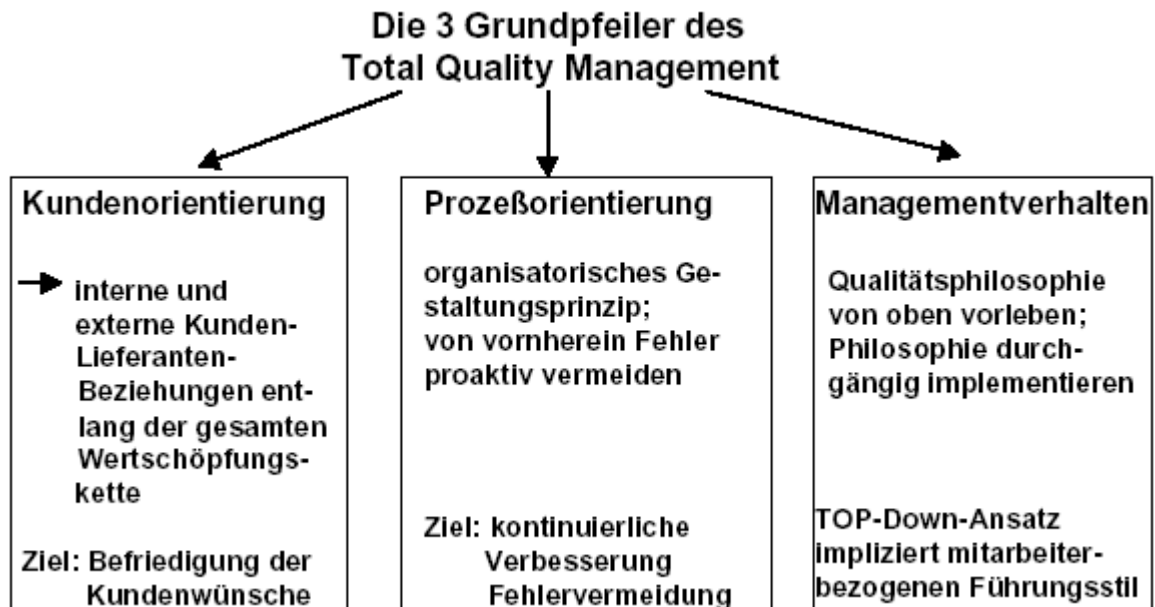 Die 3 Grundpfeiler des
Total Quality Management
Kundenorientierung
interne und
externe Kunden-
Lieferanten-
Beziehungen ent-
lang der gesamten
Wertschöpfungs-
kette
Ziel: Befriedigung der
Kundenwünsche
Prozeßorientierung
organisatorisches Ge-
staltungsprinzip;
von vornherein Fehler
proaktiv vermeiden
Ziel: kontinuierliche
Verbesserung
Fehlervermeidung
Managementverhalten
Qualitätsphilosophie
von oben vorleben;
Philosophie durch-
gängig implementieren
TOP-Down-Ansatz
impliziert mitarbeiter-
bezogenen Führungsstil